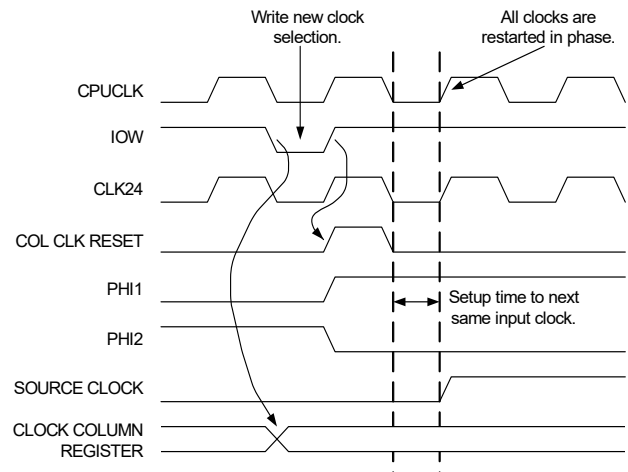 Write new clock
selection.
All clocks are
restarted in phase.
CPUCLK
IOW
CLK24
COL CLK RESET
PHI1
Setup time to next
same input clock.
PHI2
SOURCE CLOCK
CLOCK COLUMN
REGISTER